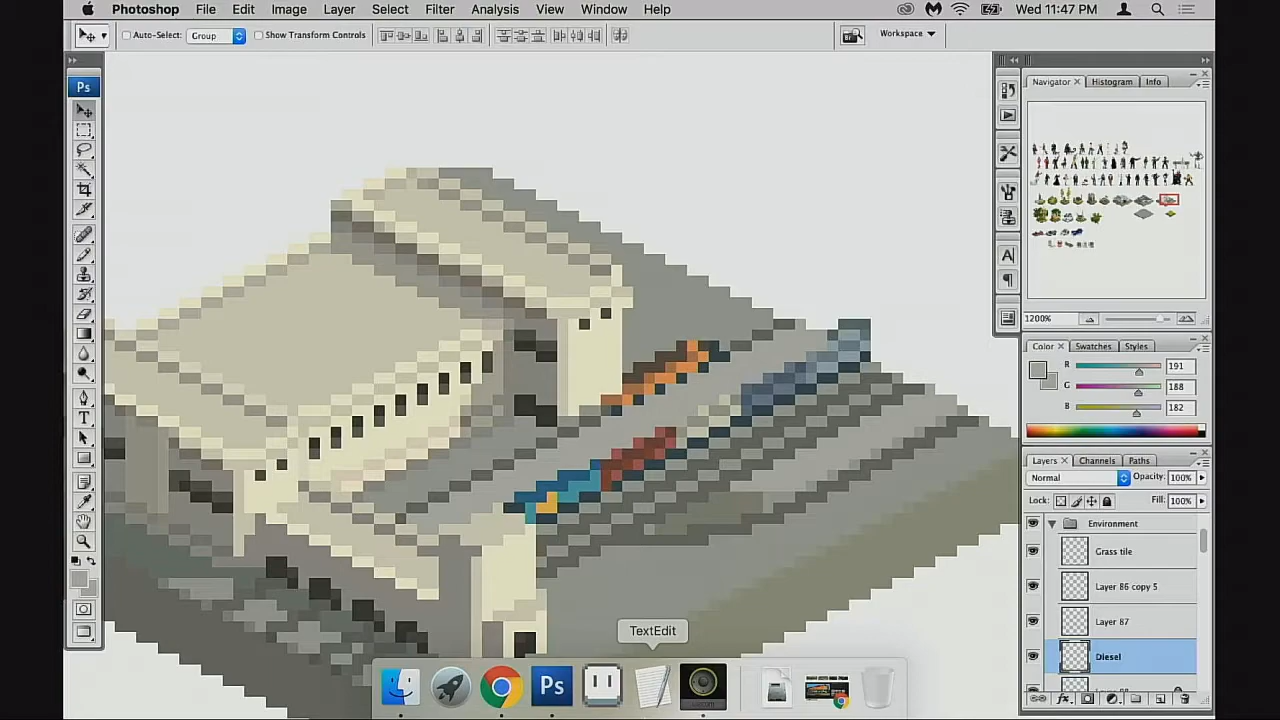 Photoshop File Edit Image Layer Select Filter Analysis View Window Help Wed 11:47 PM
Auto-Select: Group Show Transform Controls Workspace
Ps
Navigator Histogram Info
1200%
Color Swatches Styles
R 191
G 188
B 182
Layers Channels Paths
Normal Opacity: 100%
Lock: Fill: 100%
Environment
Grass tile
Layer 86 copy 5
Layer 87
Diesel
TextEdit
Ps